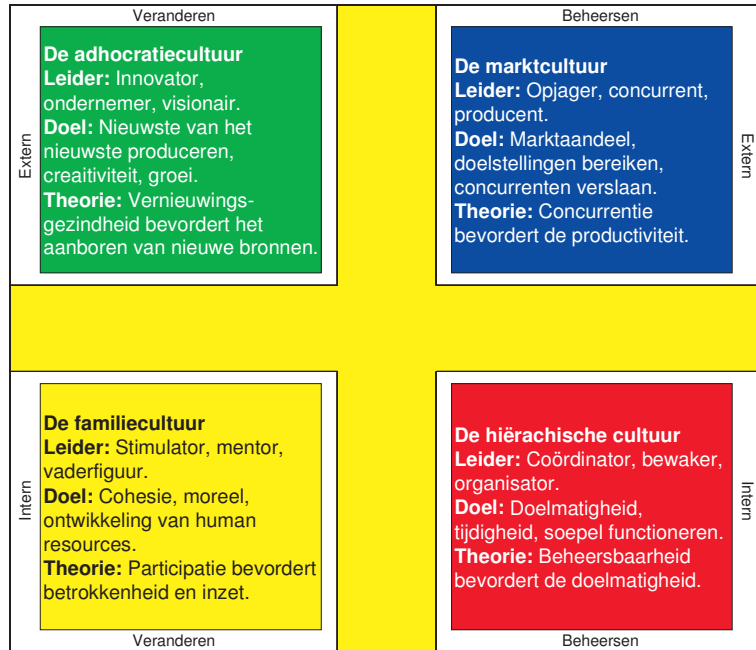 Veranderen
Extern
De adhocratiecultuur
Leider: Innovator,
ondernemer, visionair.
Doel: Nieuwste van het
nieuwste produceren,
creaitiviteit, groei.
Theorie: Vernieuwings-
gezindheid bevordert het
aanboren van nieuwe bronnen.
Beheersen
De marktcultuur
Leider: Opjager, concurrent,
producent.
Doel: Marktaandeel,
doelstellingen bereiken,
concurrenten verslaan.
Theorie: Concurrentie
bevordert de productiviteit.
Extern
Intern
De familiecultuur
Leider: Stimulator, mentor,
vaderfiguur.
Doel: Cohesie, moreel,
ontwikkeling van human
resources.
Theorie: Participatie bevordert
betrokkenheid en inzet.
Veranderen
De hiërachische cultuur
Leider: Coördinator, bewaker,
organisator.
Doel: Doelmatigheid,
tijdigheid, soepel functioneren.
Theorie: Beheersbaarheid
bevordert de doelmatigheid.
Intern
Beheersen